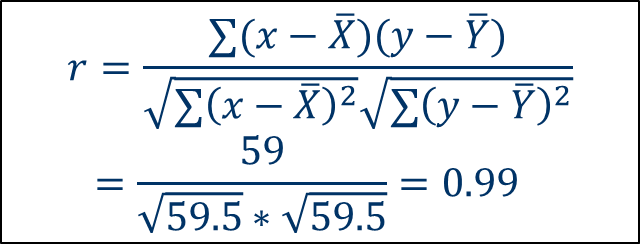 r = ∑(x − X̄)(y − Ȳ) / √∑(x − X̄)² √∑(y − Ȳ)²
= 59 / √59.5 ∗ √59.5 = 0.99